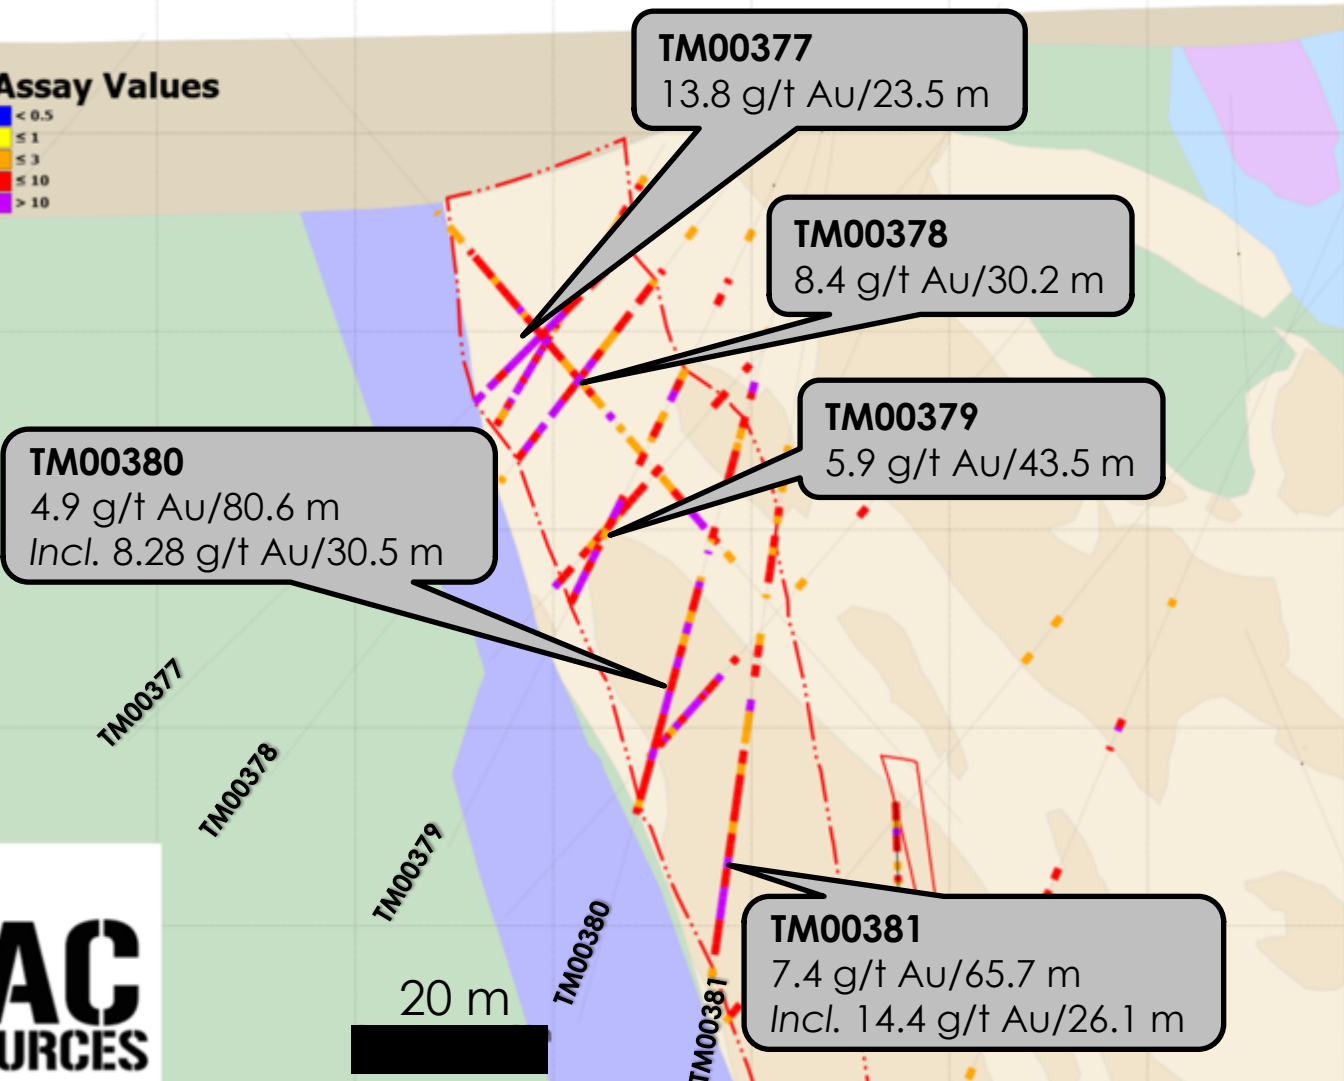 TM00377
13.8 g/t Au/23.5 m
Assay Values
< 0.5
≤ 1
≤ 3
≤ 10
> 10
TM00378
8.4 g/t Au/30.2 m
TM00379
5.9 g/t Au/43.5 m
TM00380
4.9 g/t Au/80.6 m
Incl. 8.28 g/t Au/30.5 m
TM00377
TM00378
TM00379
TM00380
TM00381
TM00381
7.4 g/t Au/65.7 m
Incl. 14.4 g/t Au/26.1 m
20 m
AC
URCES